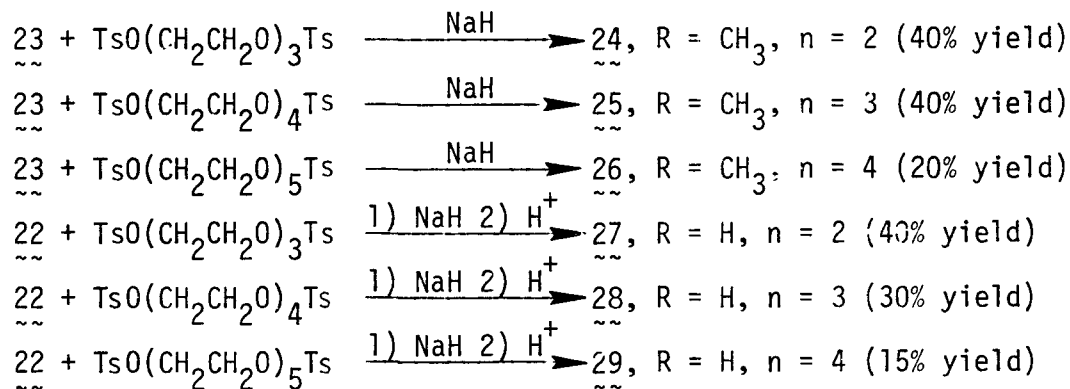 23 + TsO(CH₂CH₂O)₃Ts NaH 24, R = CH₃, n = 2 (40% yield)
23 + TsO(CH₂CH₂O)₄Ts NaH 25, R = CH₃, n = 3 (40% yield)
26 + TsO(CH₂CH₂O)₅Ts NaH 26, R = CH₃, n = 4 (20% yield)
22 + TsO(CH₂CH₂O)₃Ts 1) NaH 2) H⁺ 27, R = H, n = 2 (40% yield)
22 + TsO(CH₂CH₂O)₄Ts 1) NaH 2) H⁺ 28, R = H, n = 3 (30% yield)
22 + TsO(CH₂CH₂O)₅Ts 1) NaH 2) H⁺ 29, R = H, n = 4 (15% yield)